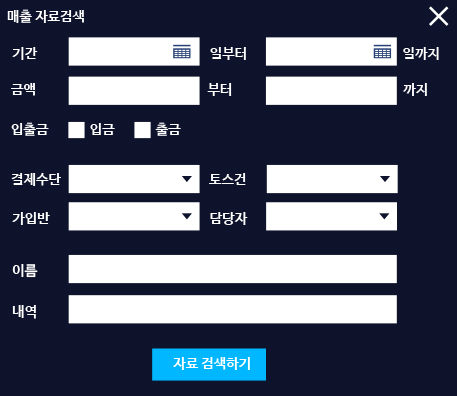 매출 자료검색
기간 일부터 일까지
금액 부터 까지
입출금 입금 출금
결제수단 토스건
가입반 담당자
이름
내역
자료 검색하기